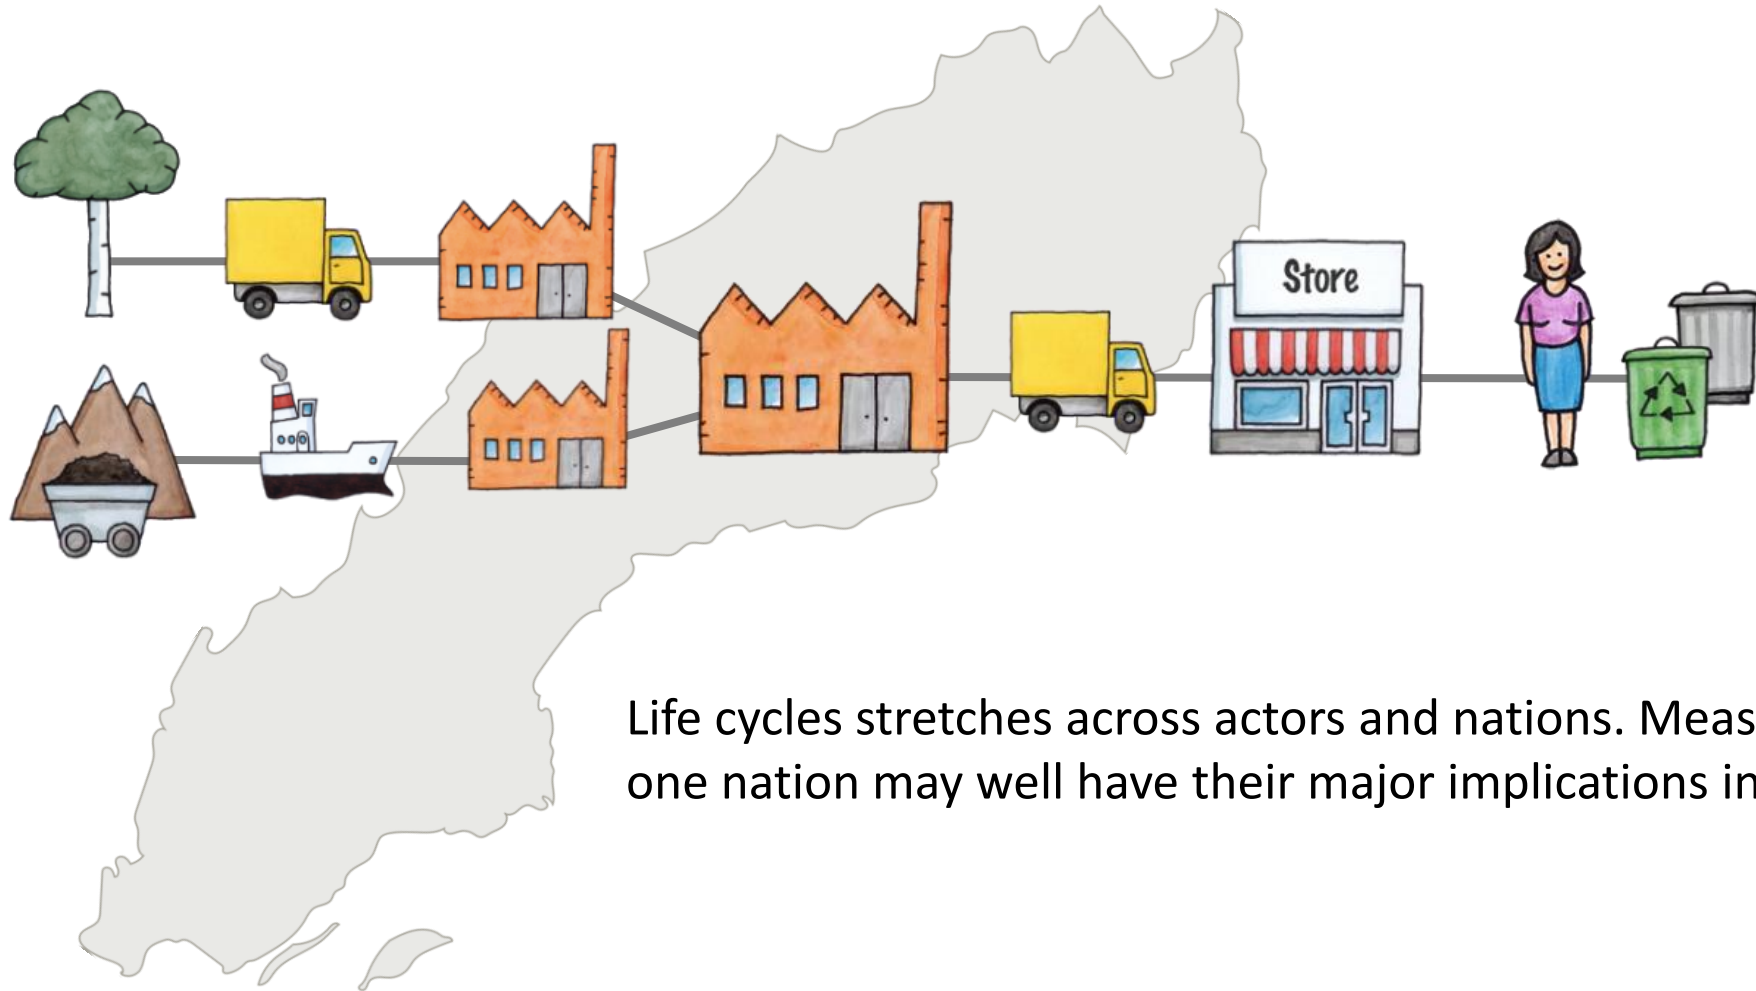 Store
Life cycles stretches across actors and nations. Meas
one nation may well have their major implications in